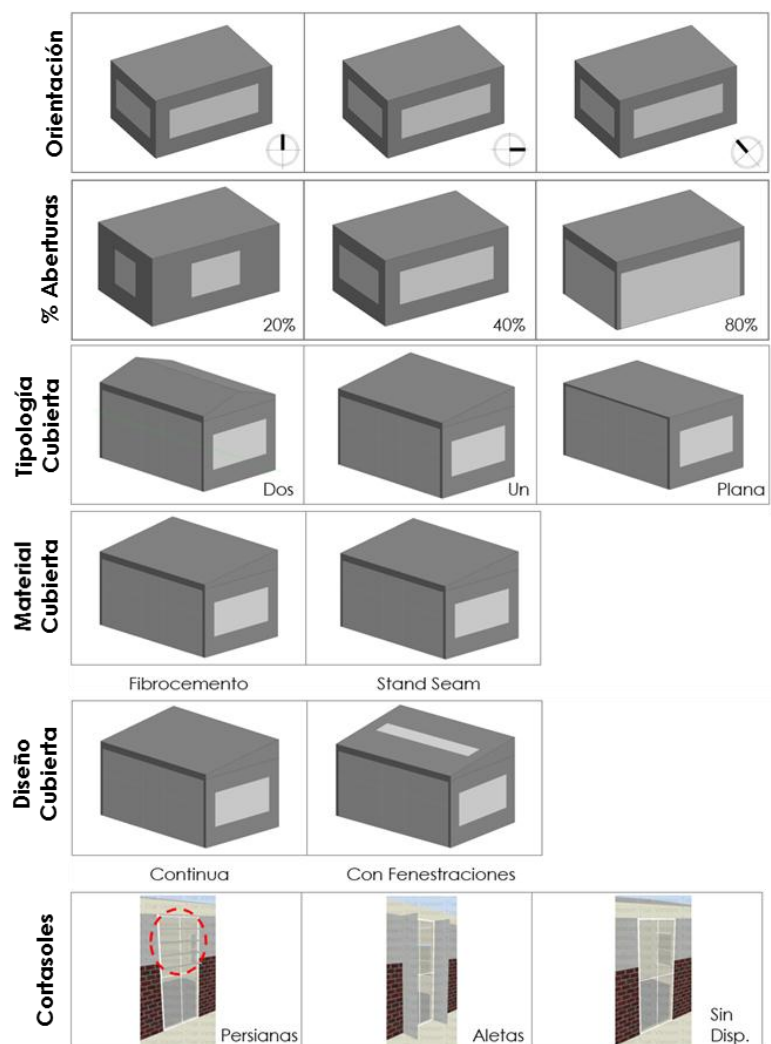 Orientación
% Aberturas
20%
40%
80%
Tipología
Cubierta
Dos
Un
Plana
Material
Cubierta
Fibrocemento
Stand Seam
Diseño
Cubierta
Continua
Con Fenestraciones
Cortasoles
Persianas
Aletas
Sin
Disp.